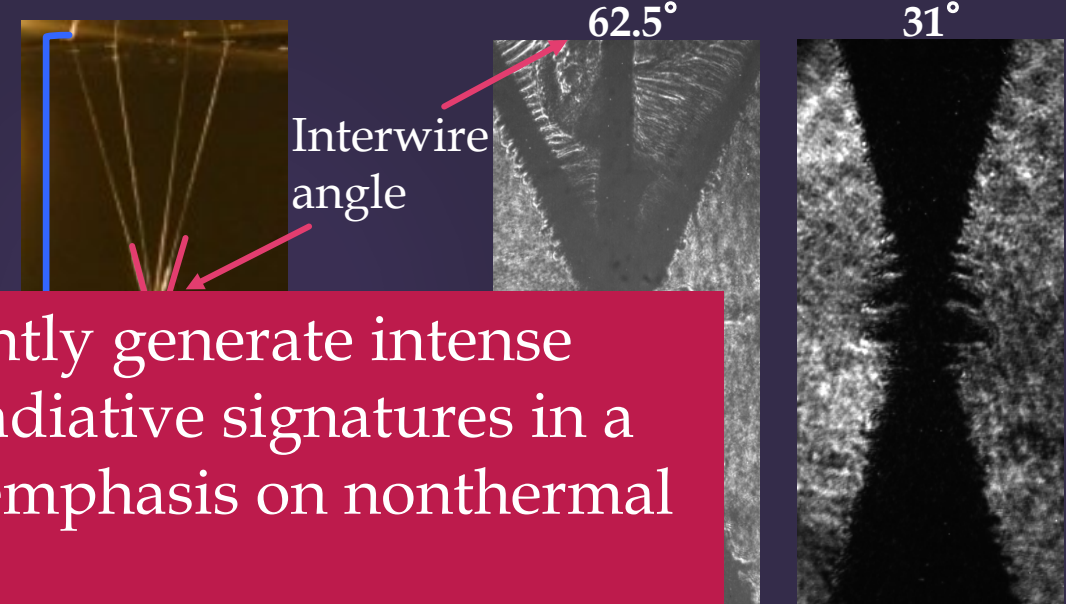 62.5°
31°
Interwire
angle
ntly generate intense
diative signatures in a
emphasis on nonthermal